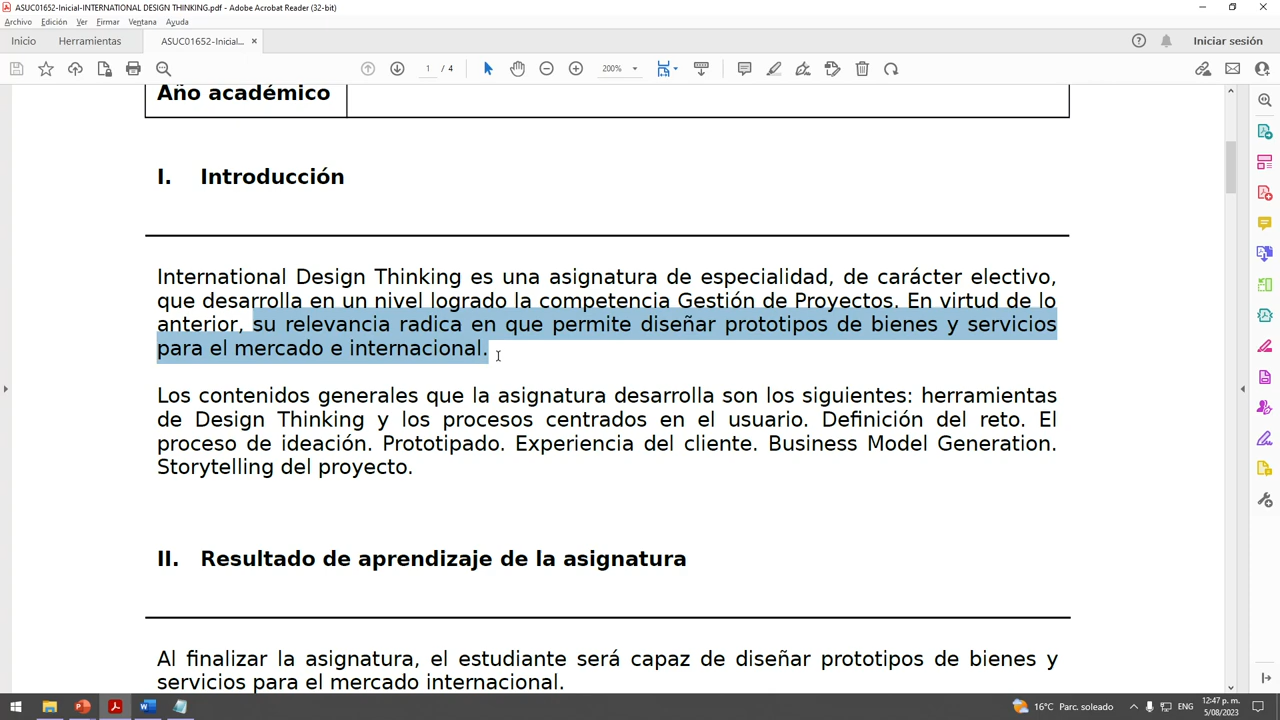 ASUC01652-Inicial-INTERNATIONAL DESIGN THINKING.pdf - Adobe Acrobat Reader (32-bit)
Archivo Edición Ver Firmar Ventana Ayuda
Inicio Herramientas ASUC01652-Inicial... × Iniciar sesión
1 / 4 200%
Año académico
I. Introducción
International Design Thinking es una asignatura de especialidad, de carácter electivo,
que desarrolla en un nivel logrado la competencia Gestión de Proyectos. En virtud de lo
anterior, su relevancia radica en que permite diseñar prototipos de bienes y servicios
para el mercado e internacional.
Los contenidos generales que la asignatura desarrolla son los siguientes: herramientas
de Design Thinking y los procesos centrados en el usuario. Definición del reto. El
proceso de ideación. Prototipado. Experiencia del cliente. Business Model Generation.
Storytelling del proyecto.
II. Resultado de aprendizaje de la asignatura
Al finalizar la asignatura, el estudiante será capaz de diseñar prototipos de bienes y
servicios para el mercado internacional.
16°C Parc. soleado ENG 12:47 p. m.
5/08/2023